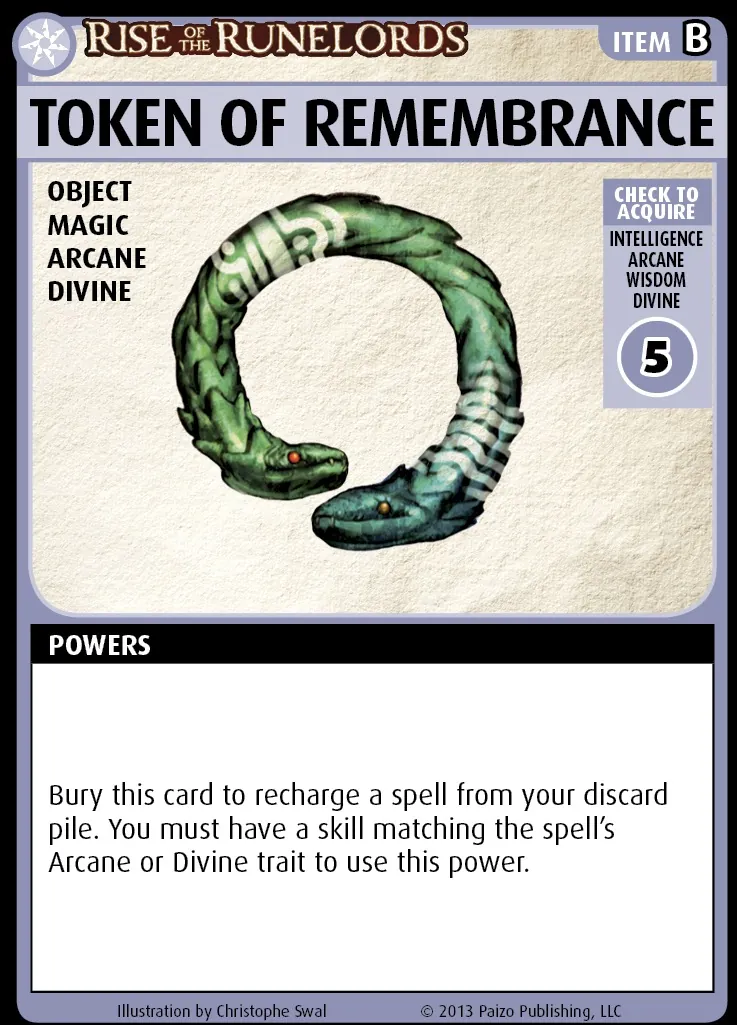 RISE OF THE RUNELORDS
ITEM B
TOKEN OF REMEMBRANCE
OBJECT
MAGIC
ARCANE
DIVINE
CHECK TO
ACQUIRE
INTELLIGENCE
ARCANE
WISDOM
DIVINE
5
POWERS
Bury this card to recharge a spell from your discard
pile. You must have a skill matching the spell’s
Arcane or Divine trait to use this power.
Illustration by Christophe Swal
© 2013 Paizo Publishing, LLC